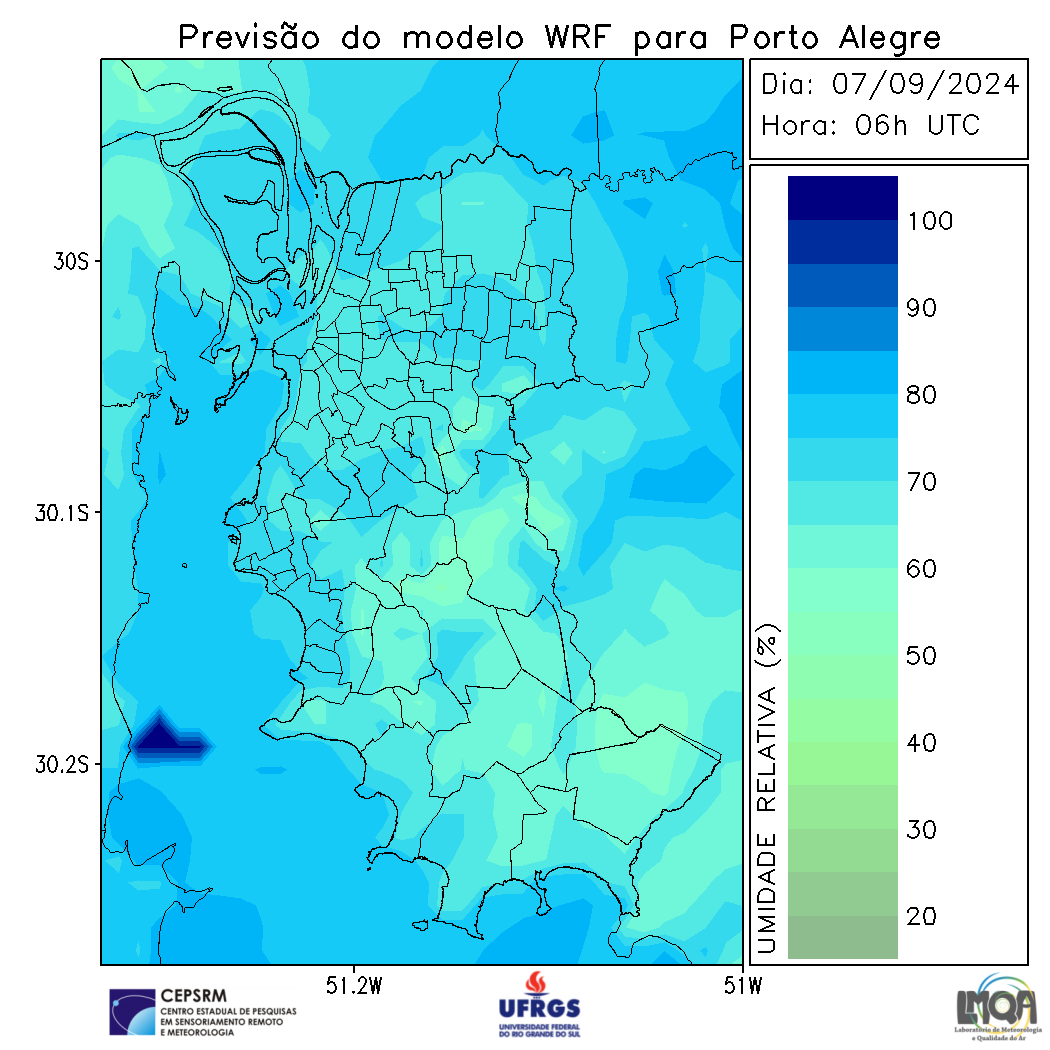 Previsão do modelo WRF para Porto Alegre
Dia: 07/09/2024
Hora: 06h UTC
30S
30.1S
30.2S
51.2W
51W
100
90
80
70
60
50
40
30
20
UMIDADE RELATIVA (%)
CEPSRM
CENTRO ESTADUAL DE PESQUISAS
EM SENSORIAMENTO REMOTO
E METEOROLOGIA
UFRGS
UNIVERSIDADE FEDERAL
DO RIO GRANDE DO SUL
LMQA
Laboratório de Meteorologia
e Qualidade do Ar